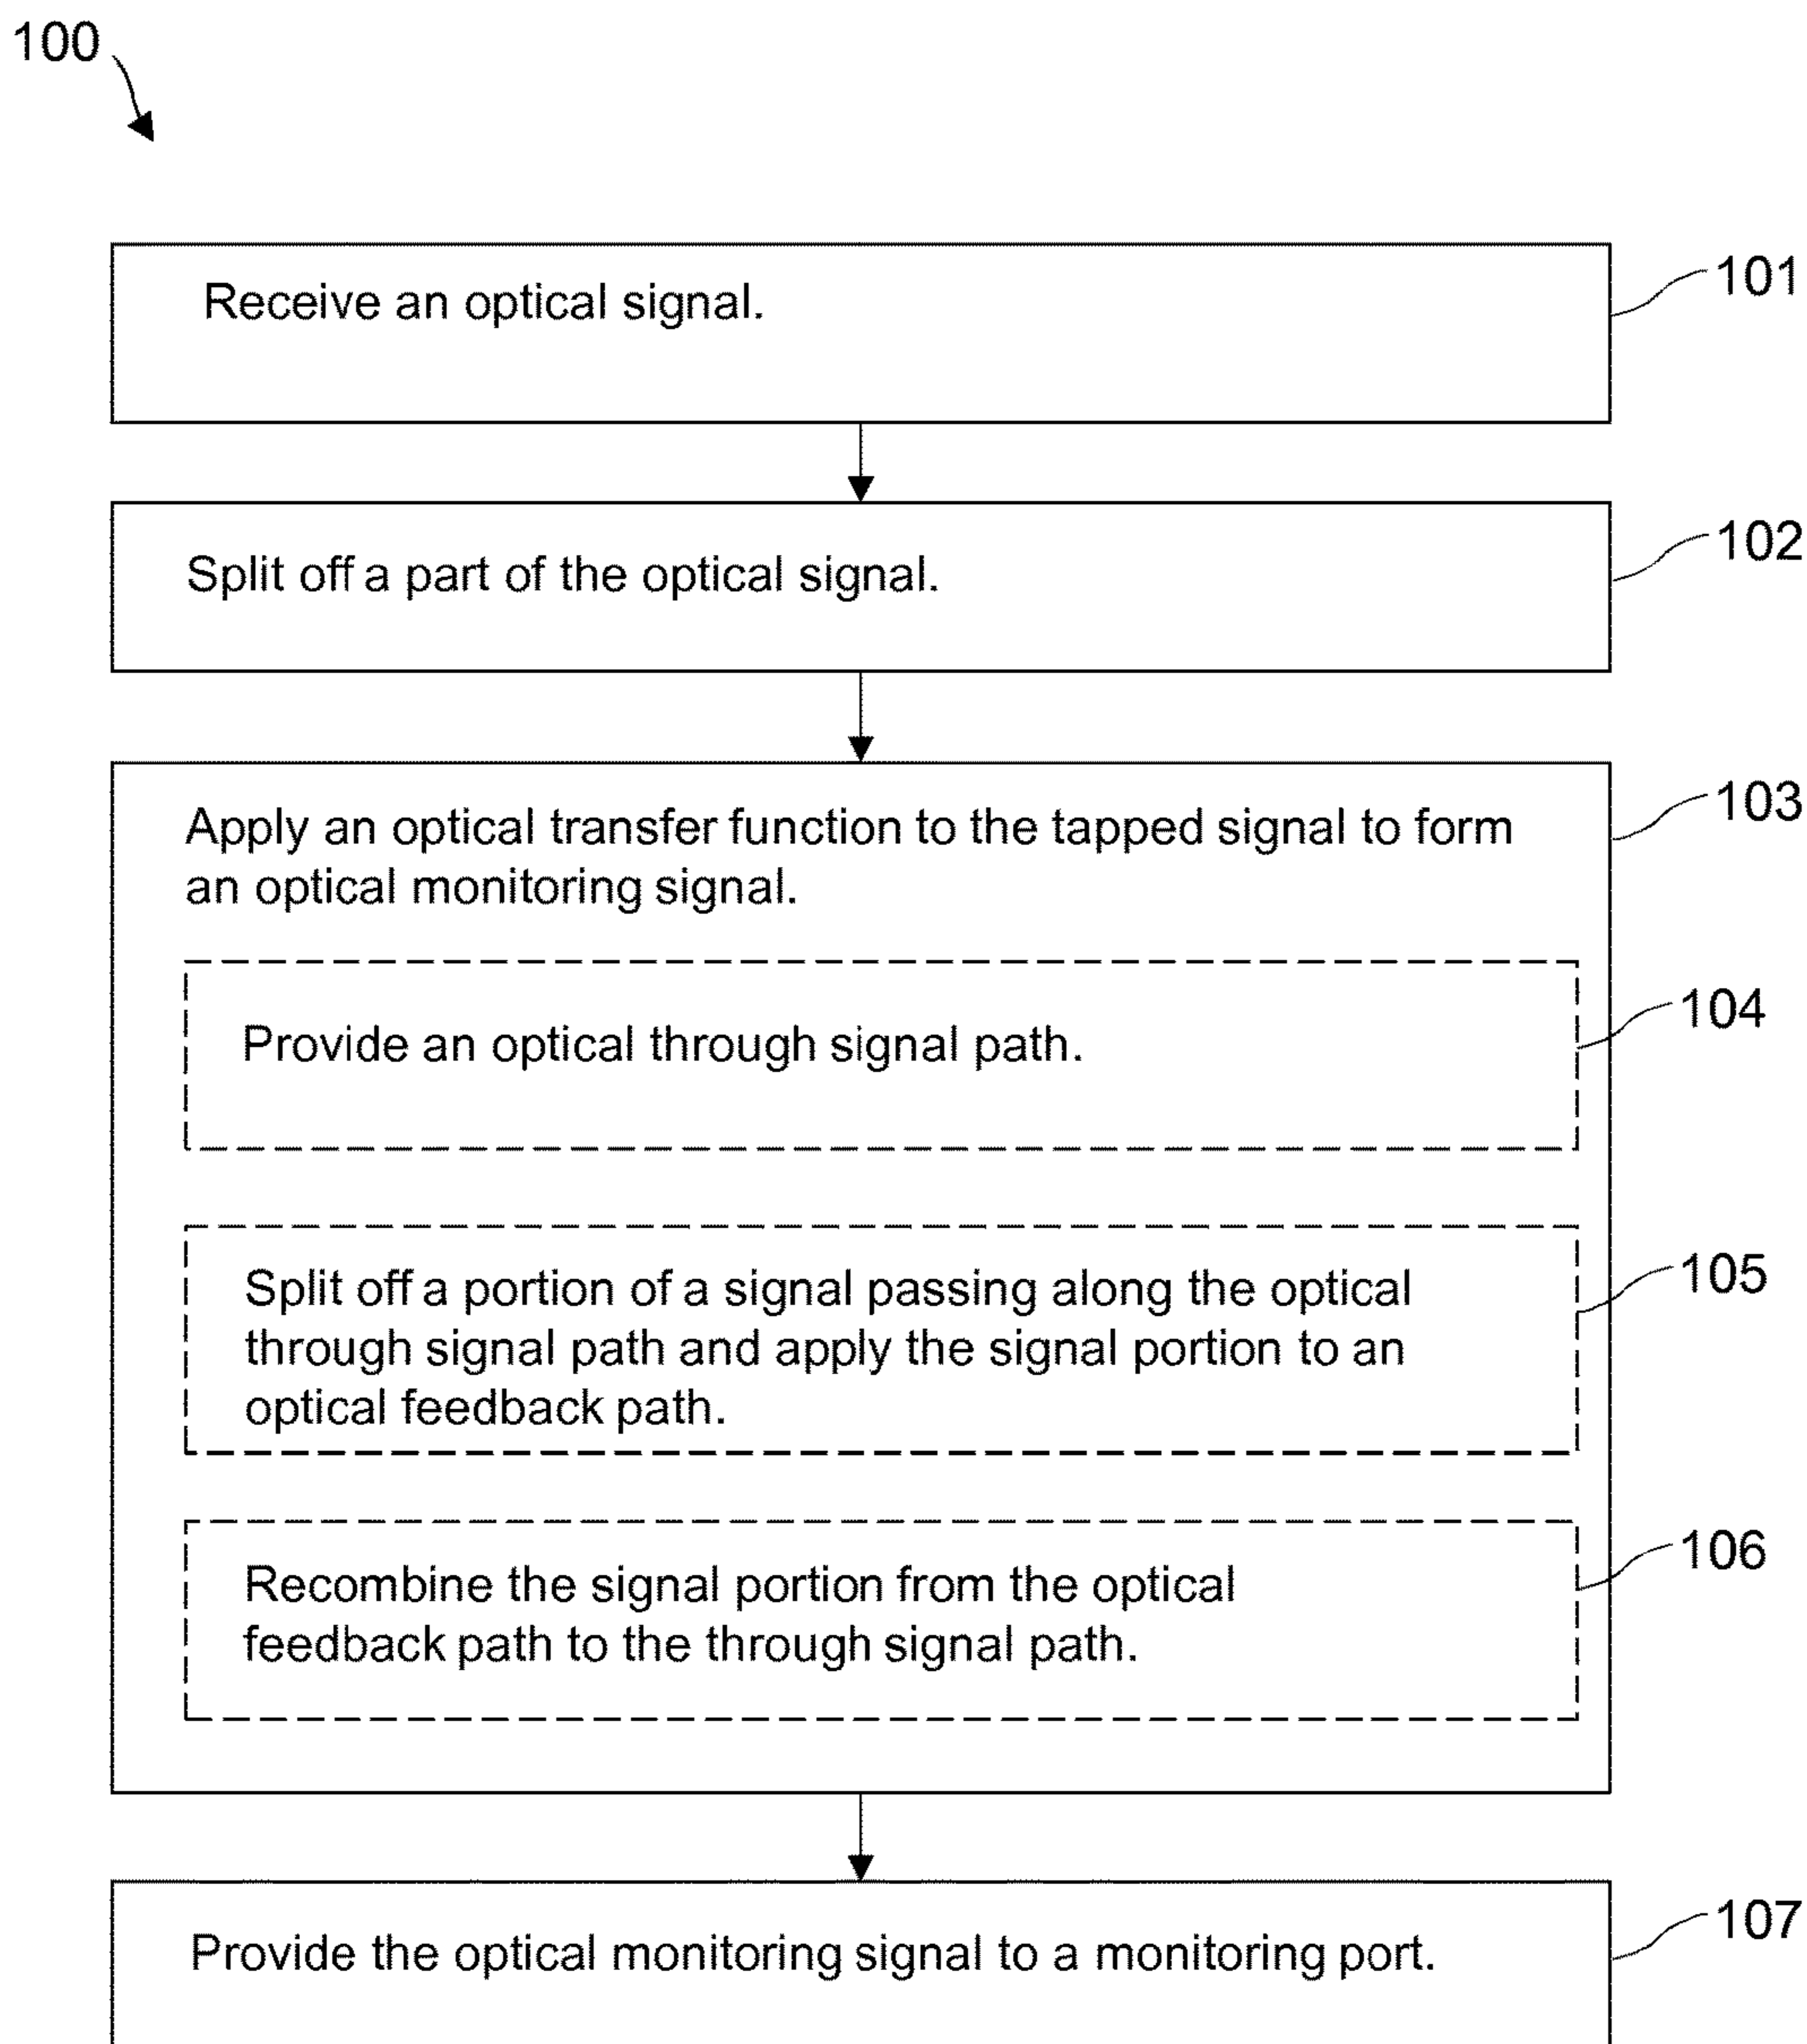 100
Receive an optical signal.
101
Split off a part of the optical signal.
102
Apply an optical transfer function to the tapped signal to form
an optical monitoring signal.
103
Provide an optical through signal path.
104
Split off a portion of a signal passing along the optical
through signal path and apply the signal portion to an
optical feedback path.
105
Recombine the signal portion from the optical
feedback path to the through signal path.
106
Provide the optical monitoring signal to a monitoring port.
107